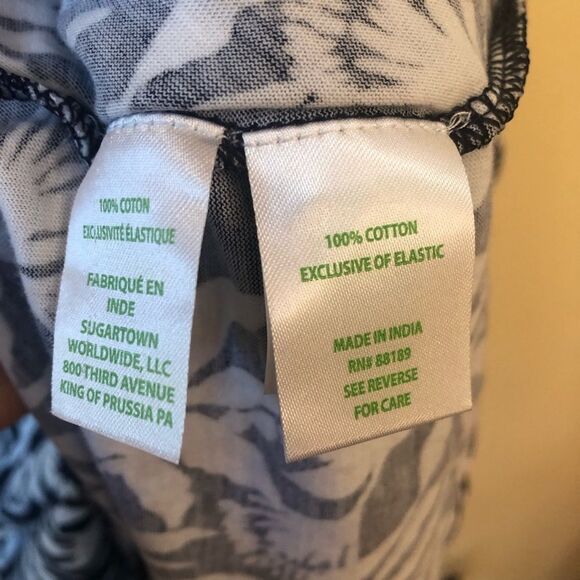 100% COTON
EXCLUSIVITÉ ÉLASTIQUE
FABRIQUÉ EN
INDE
SUGARTOWN
WORLDWIDE, LLC
800 THIRD AVENUE
KING OF PRUSSIA PA
100% COTTON
EXCLUSIVE OF ELASTIC
MADE IN INDIA
RN# 88189
SEE REVERSE
FOR CARE